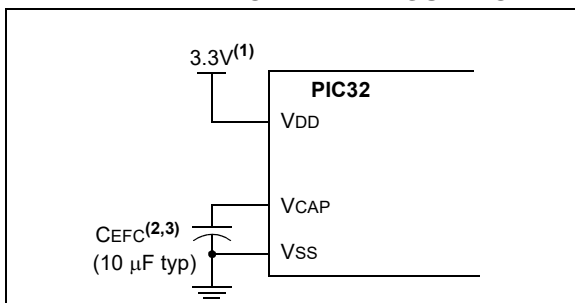 3.3V(1)
PIC32
VDD
VCAP
CEFC(2,3)
(10 μF typ)
VSS